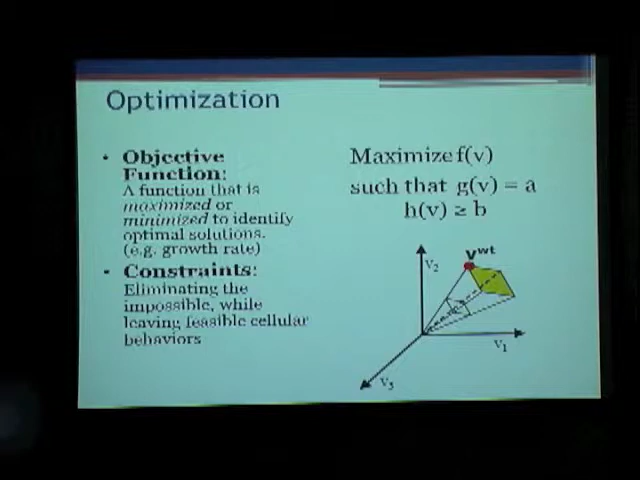 Optimization
• Objective
Function:
A function that is
maximized or
minimized to identify
optimal solutions.
(e.g. growth rate)
• Constraints:
Eliminating the
impossible, while
leaving feasible cellular
behaviors
Maximize f(v)
such that g(v) = a
h(v) ≥ b
v^wt
V₂
V₁
V₃